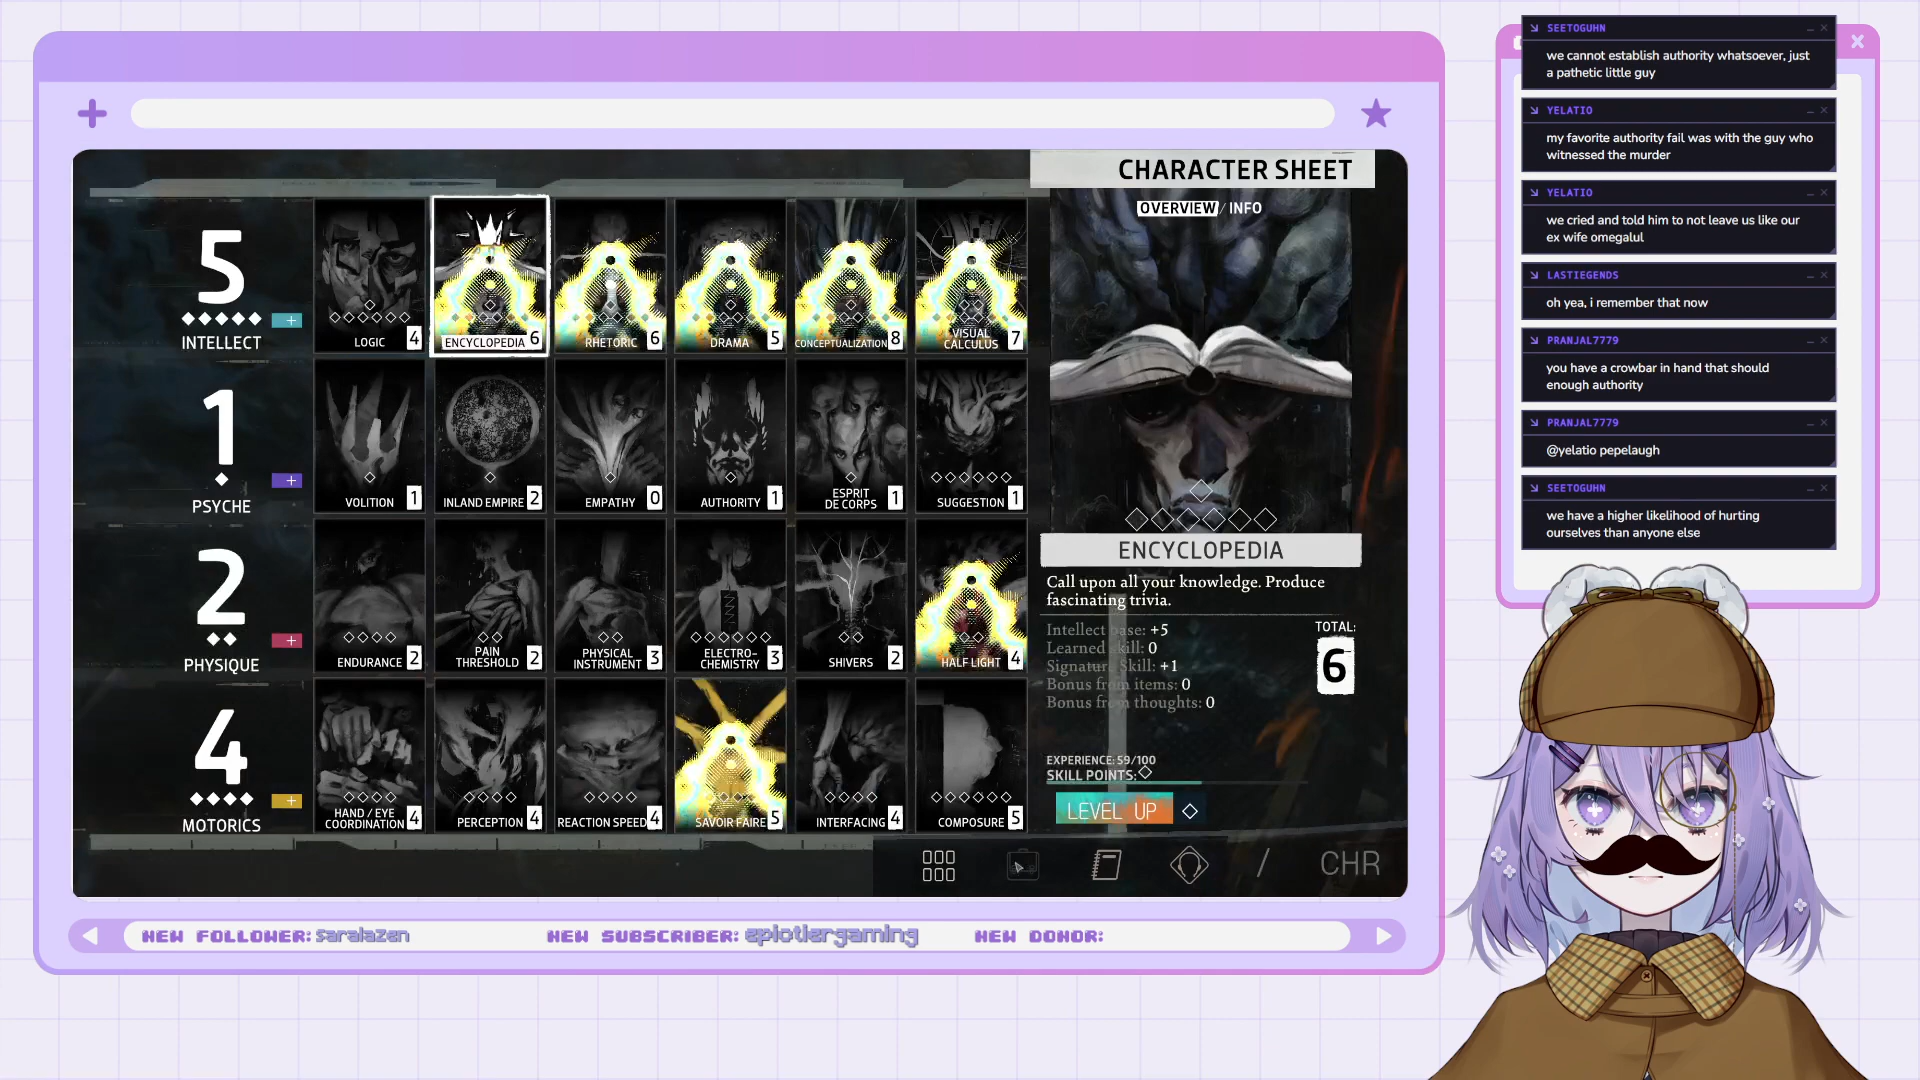 CHARACTER SHEET
OVERVIEW / INFO
5
INTELLECT
LOGIC 4
ENCYCLOPEDIA 6
RHETORIC 6
DRAMA 5
CONCEPTUALIZATION 8
VISUAL
CALCULUS 7
1
PSYCHE
VOLITION 1
INLAND EMPIRE 2
EMPATHY 0
AUTHORITY 1
ESPRIT
DE CORPS 1
SUGGESTION 1
2
PHYSIQUE
ENDURANCE 2
PAIN
THRESHOLD 2
PHYSICAL
INSTRUMENT 3
ELECTRO-
CHEMISTRY 3
SHIVERS 2
HALF LIGHT 4
4
MOTORICS
HAND / EYE
COORDINATION 4
PERCEPTION 4
REACTION SPEED 4
SAVOIR FAIRE 5
INTERFACING 4
COMPOSURE 5
ENCYCLOPEDIA
Call upon all your knowledge. Produce
fascinating trivia.
Intellect base: +5
Learned skill: 0
Signature Skill: +1
Bonus from items: 0
Bonus from thoughts: 0
TOTAL:
6
EXPERIENCE: 59/100
SKILL POINTS:
LEVEL UP
/ CHR
NEW FOLLOWER: saralazen
NEW SUBSCRIBER: epiotlergaming
NEW DONOR:
SEETOGUHN
we cannot establish authority whatsoever, just
a pathetic little guy
YELATIO
my favorite authority fail was with the guy who
witnessed the murder
YELATIO
we cried and told him to not leave us like our
ex wife omegalul
LASTIEGENDS
oh yea, i remember that now
PRANJAL7779
you have a crowbar in hand that should
enough authority
PRANJAL7779
@yelatio pepelaugh
SEETOGUHN
we have a higher likelihood of hurting
ourselves than anyone else